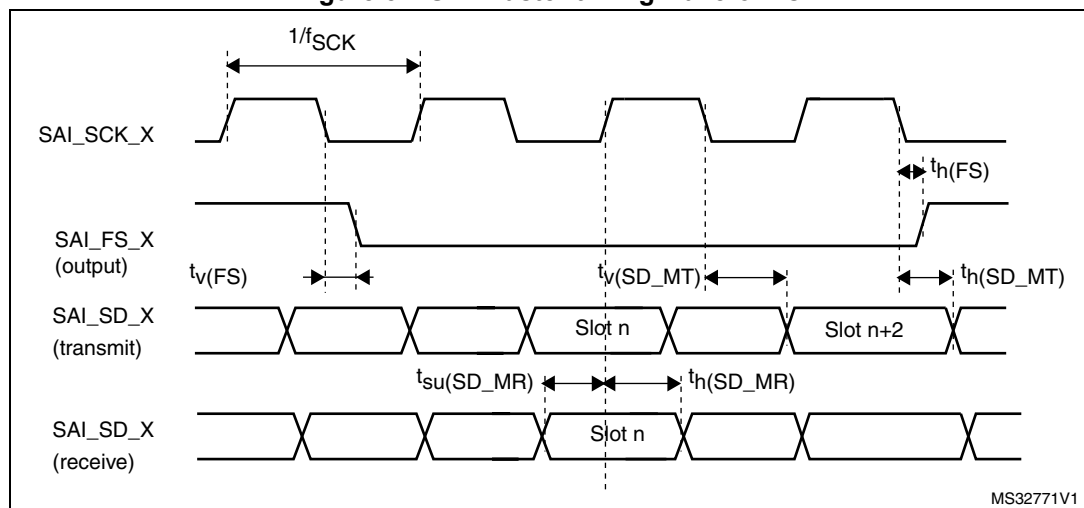 1/fSCK
SAI_SCK_X
th(FS)
SAI_FS_X
(output)
tv(FS)
tv(SD_MT)
th(SD_MT)
SAI_SD_X
(transmit)
Slot n
Slot n+2
tsu(SD_MR)
th(SD_MR)
SAI_SD_X
(receive)
Slot n
MS32771V1